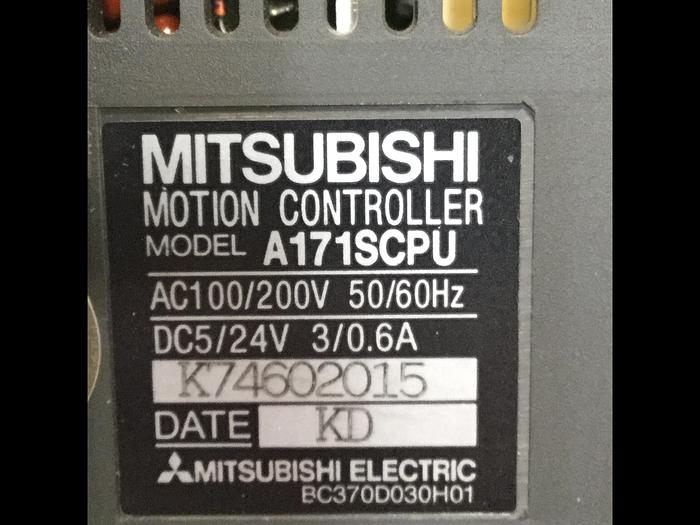 MITSUBISHI
MOTION CONTROLLER
MODEL A171SCPU
AC100/200V 50/60Hz
DC5/24V 3/0.6A
K74602015
DATE KD
MITSUBISHI ELECTRIC
BC370D030H01